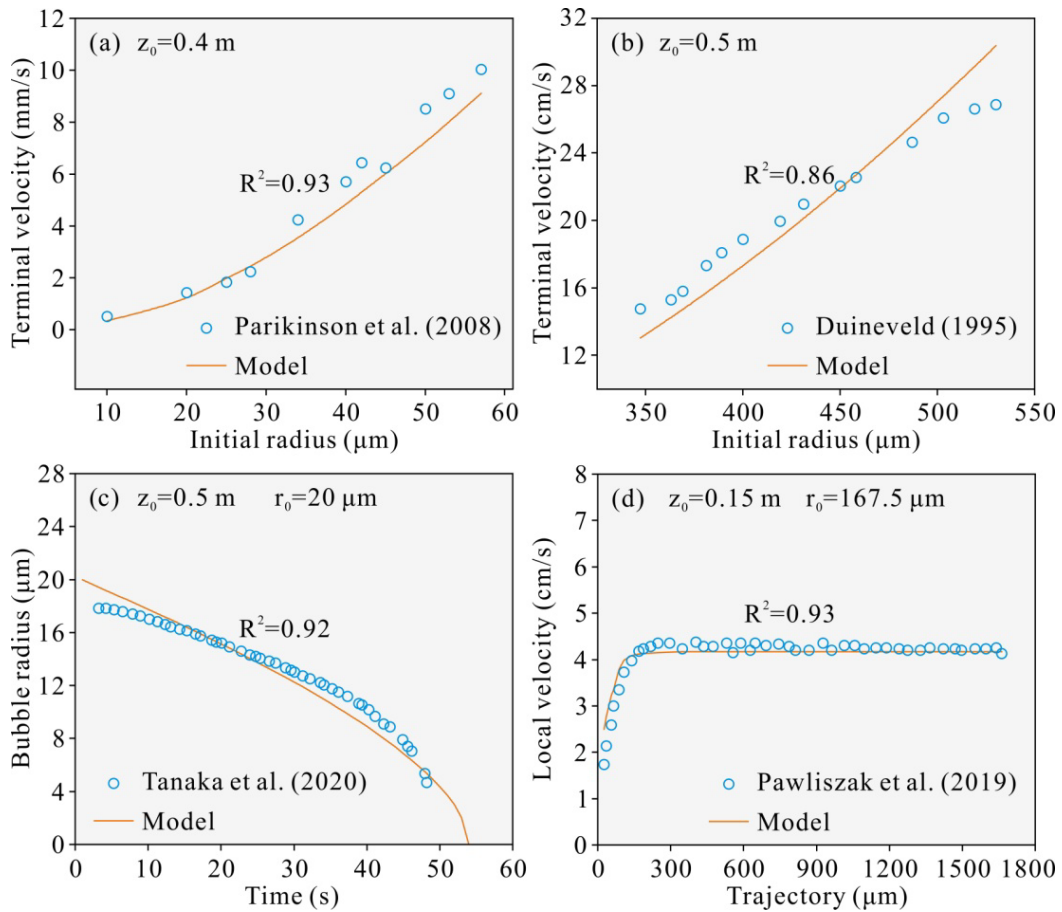 (a) z₀=0.4 m
12
10
8
6
4
2
0
Terminal velocity (mm/s)
R²=0.93
Parikinson et al. (2008)
Model
10 20 30 40 50 60
Initial radius (μm)
(b) z₀=0.5 m
32
28
24
20
16
12
Terminal velocity (cm/s)
R²=0.86
Duineveld (1995)
Model
350 400 450 500 550
Initial radius (μm)
(c) z₀=0.5 m r₀=20 μm
28
24
20
16
12
8
4
0
Bubble radius (μm)
R²=0.92
Tanaka et al. (2020)
Model
0 10 20 30 40 50 60
Time (s)
(d) z₀=0.15 m r₀=167.5 μm
8
7
6
5
4
3
2
1
0
Local velocity (cm/s)
R²=0.93
Pawliszak et al. (2019)
Model
0 300 600 900 1200 1500 1800
Trajectory (μm)